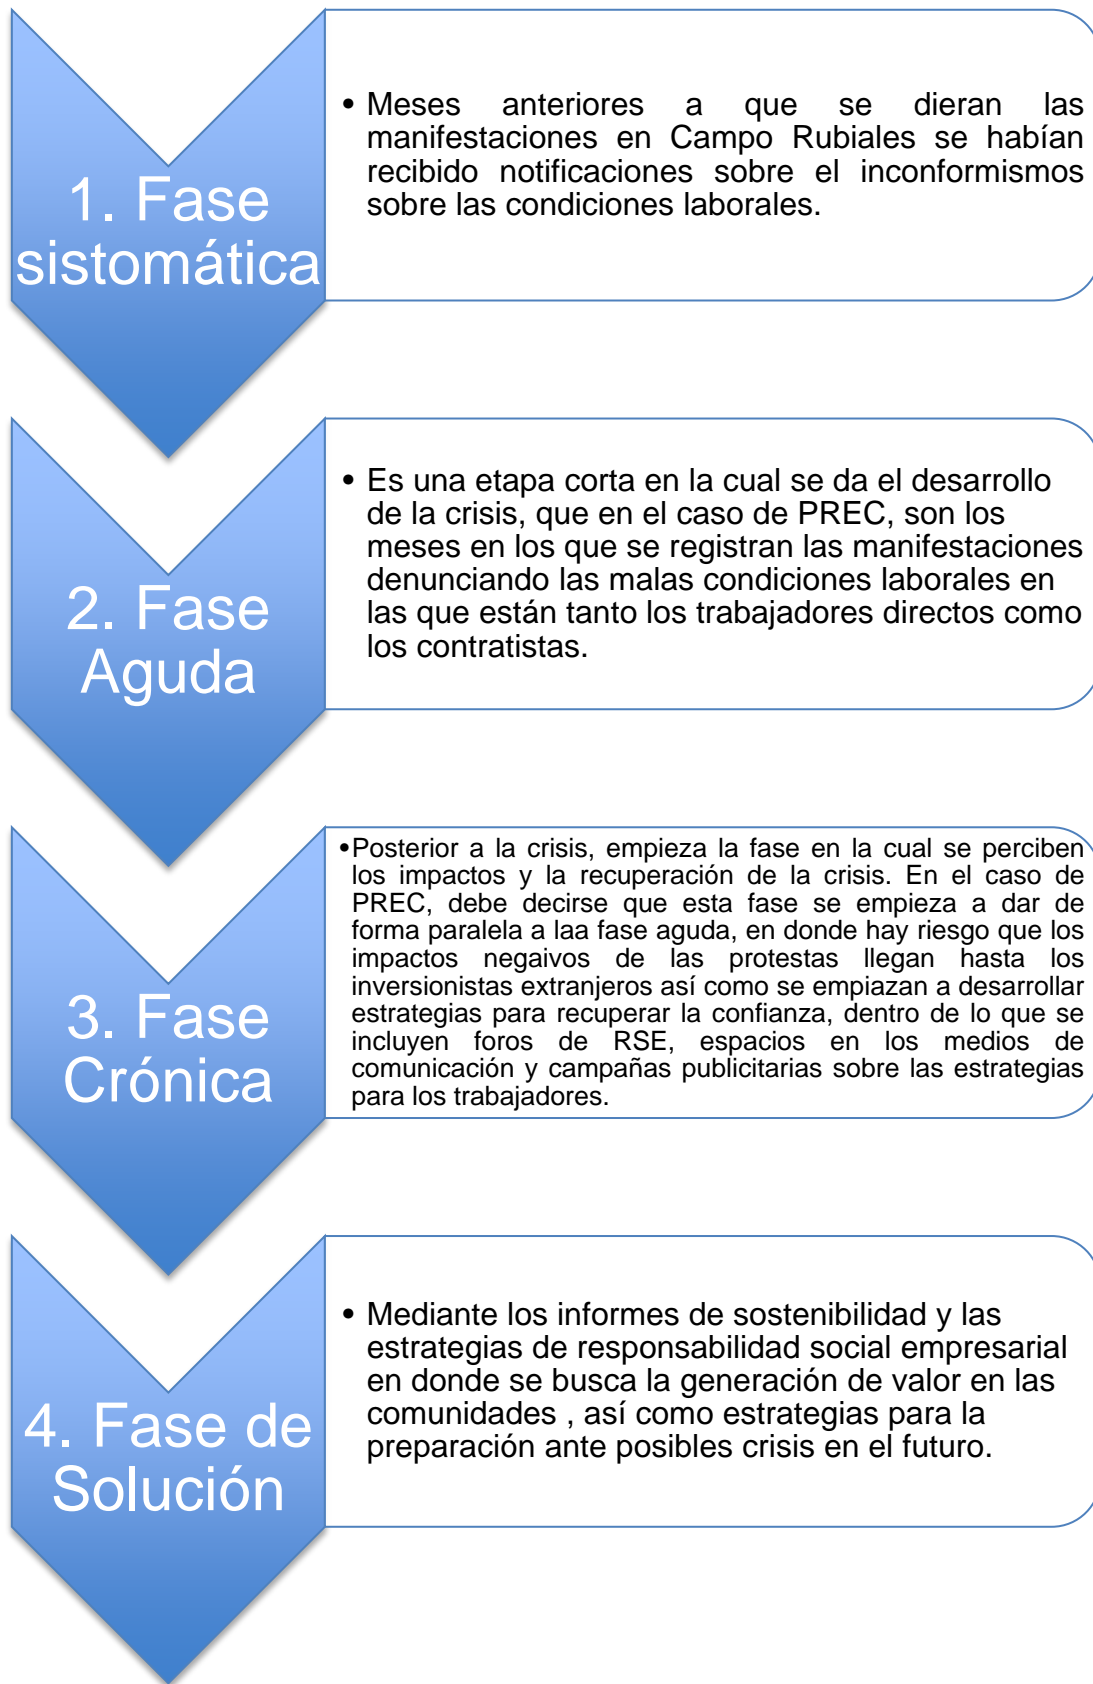 1. Fase
sistomática
• Meses anteriores a que se dieran las
manifestaciones en Campo Rubiales se habían
recibido notificaciones sobre el inconformismos
sobre las condiciones laborales.
2. Fase
Aguda
• Es una etapa corta en la cual se da el desarrollo
de la crisis, que en el caso de PREC, son los
meses en los que se registran las manifestaciones
denunciando las malas condiciones laborales en
las que están tanto los trabajadores directos como
los contratistas.
3. Fase
Crónica
•Posterior a la crisis, empieza la fase en la cual se perciben
los impactos y la recuperación de la crisis. En el caso de
PREC, debe decirse que esta fase se empieza a dar de
forma paralela a laa fase aguda, en donde hay riesgo que los
impactos negaivos de las protestas llegan hasta los
inversionistas extranjeros así como se empiazan a desarrollar
estrategias para recuperar la confianza, dentro de lo que se
incluyen foros de RSE, espacios en los medios de
comunicación y campañas publicitarias sobre las estrategias
para los trabajadores.
4. Fase de
Solución
• Mediante los informes de sostenibilidad y las
estrategias de responsabilidad social empresarial
en donde se busca la generación de valor en las
comunidades , así como estrategias para la
preparación ante posibles crisis en el futuro.